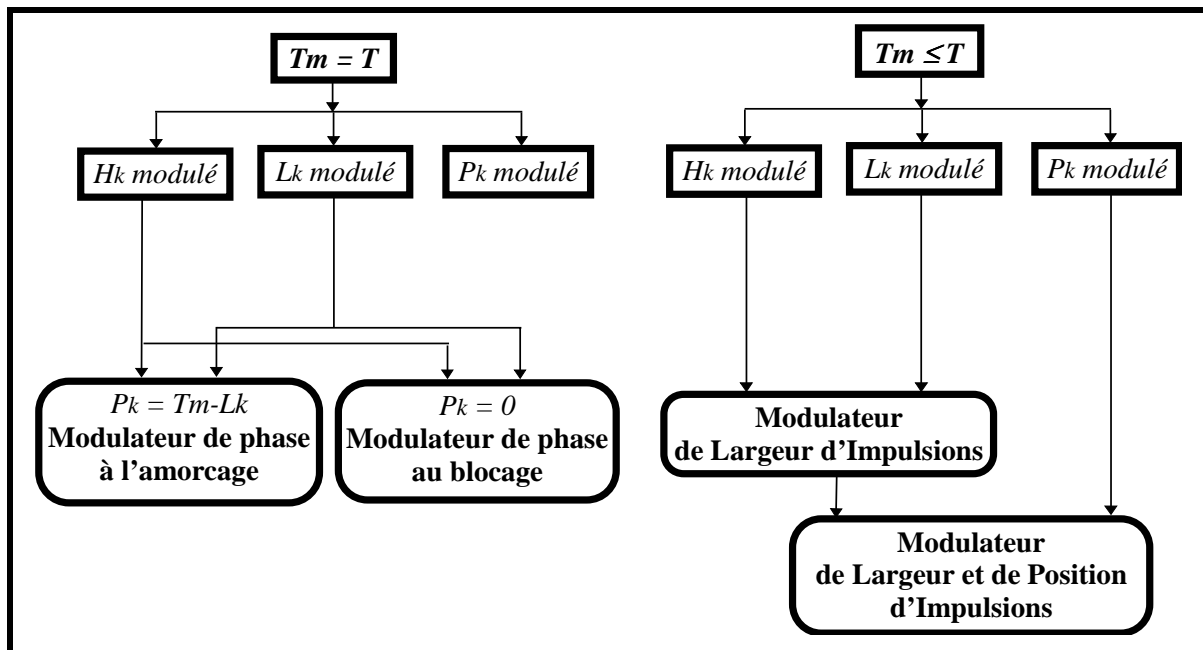 Tm = T
Hk modulé
Lk modulé
Pk modulé
Pk = Tm-Lk
Modulateur de phase
à l’amorcage
Pk = 0
Modulateur de phase
au blocage
Tm ≤T
Hk modulé
Lk modulé
Pk modulé
Modulateur
de Largeur d’Impulsions
Modulateur
de Largeur et de Position
d’Impulsions